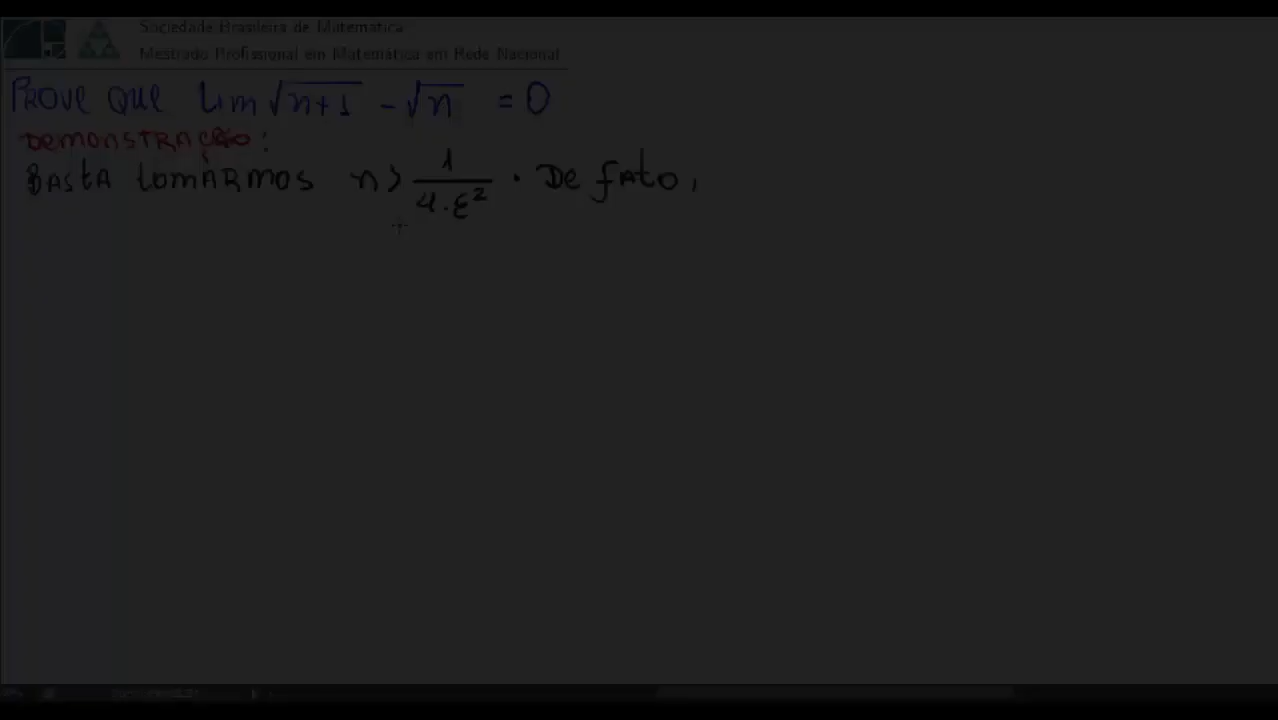 Sociedade Brasileira de Matemática
Mestrado Profissional em Matemática em Rede Nacional
PROVE QUE lim √n+1 - √n = 0
DEMONSTRAÇÃO:
BASTA TOMARMOS n > 1/(4·ε²) . De fATO,